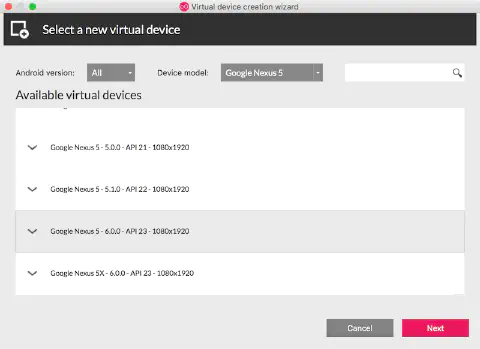 Virtual device creation wizard
Select a new virtual device
Android version: All Device model: Google Nexus 5
Available virtual devices
Google Nexus 5 - 5.0.0 - API 21 - 1080x1920
Google Nexus 5 - 5.1.0 - API 22 - 1080x1920
Google Nexus 5 - 6.0.0 - API 23 - 1080x1920
Google Nexus 5X - 6.0.0 - API 23 - 1080x1920
Cancel Next